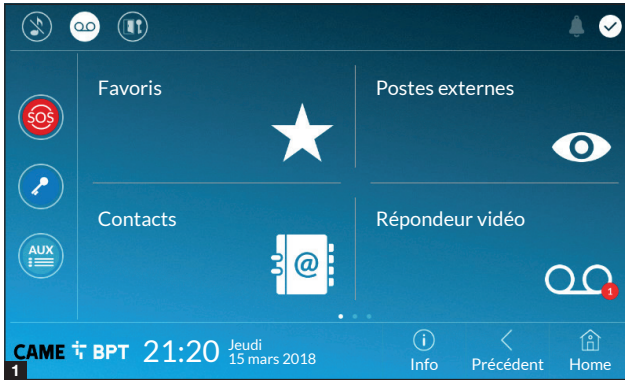 Favoris
Postes externes
SOS
Contacts
Répondeur vidéo
@
AUX
1
CAME BPT 21:20 Jeudi
15 mars 2018
Info
Précédent
Home
1